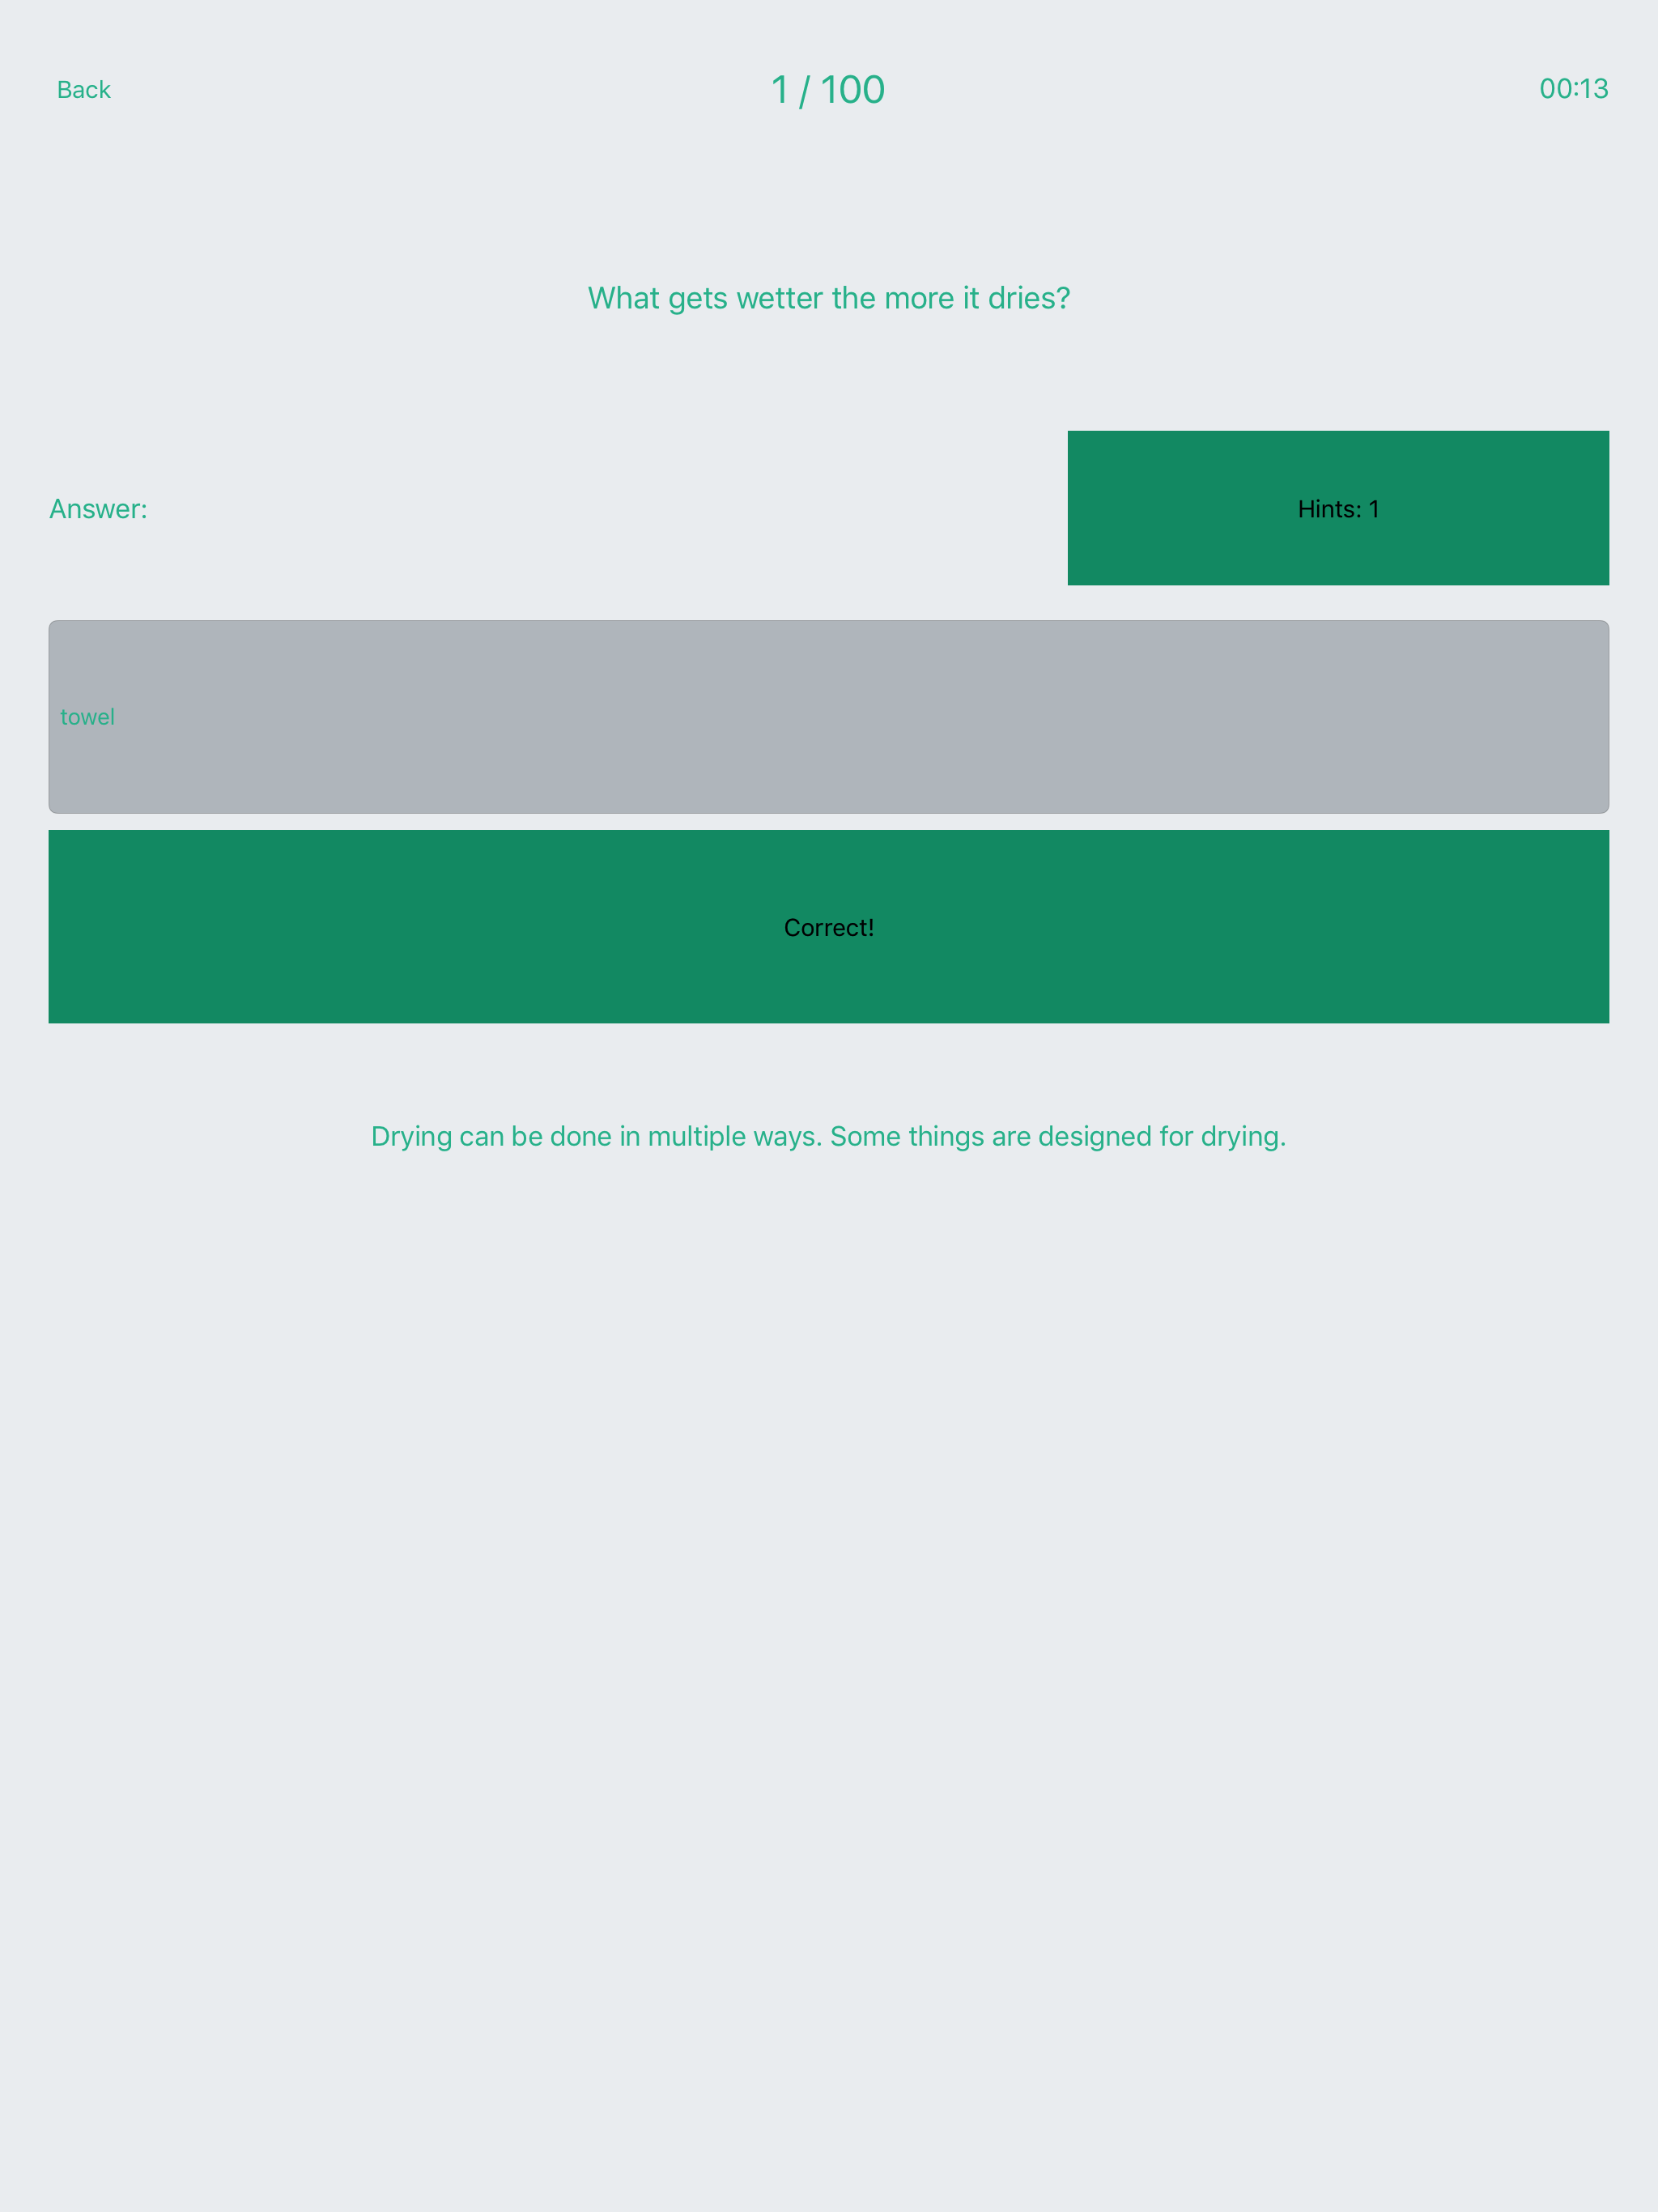 Back
1 / 100
00:13
What gets wetter the more it dries?
Answer:
Hints: 1
towel
Correct!
Drying can be done in multiple ways. Some things are designed for drying.